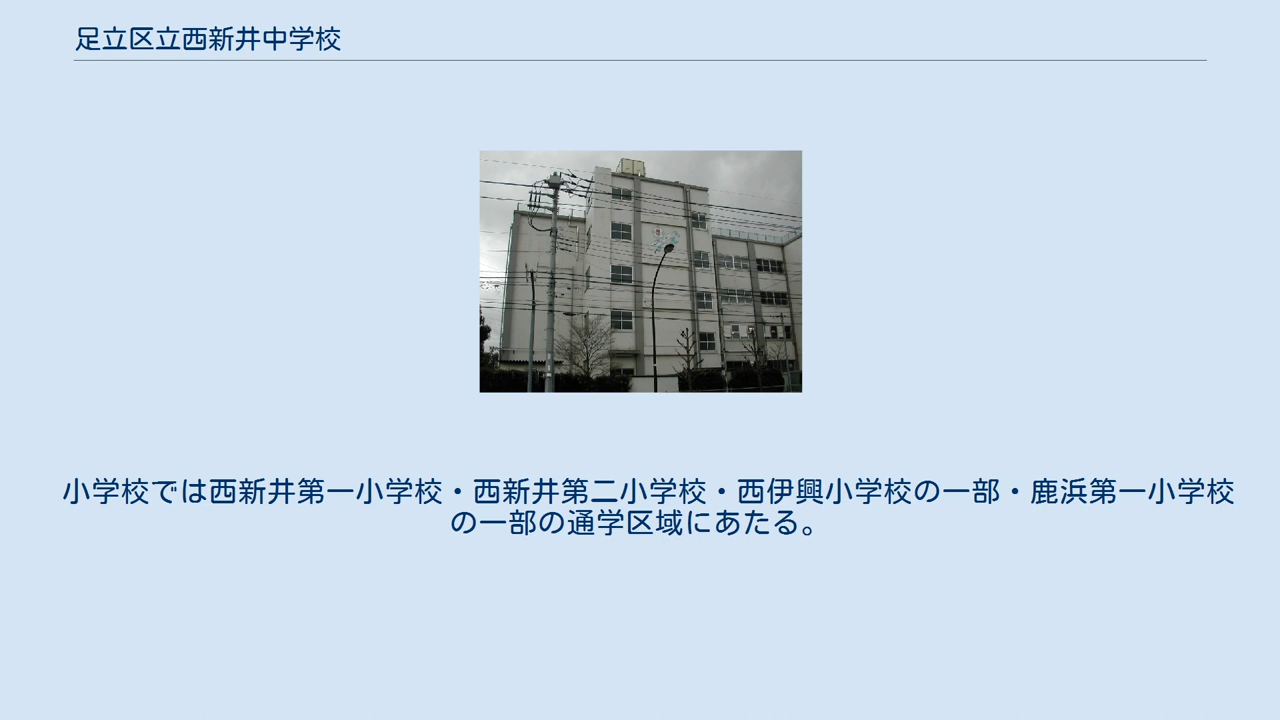 足立区立西新井中学校
小学校では西新井第一小学校・西新井第二小学校・西伊興小学校の一部・鹿浜第一小学校
の一部の通学区域にあたる。